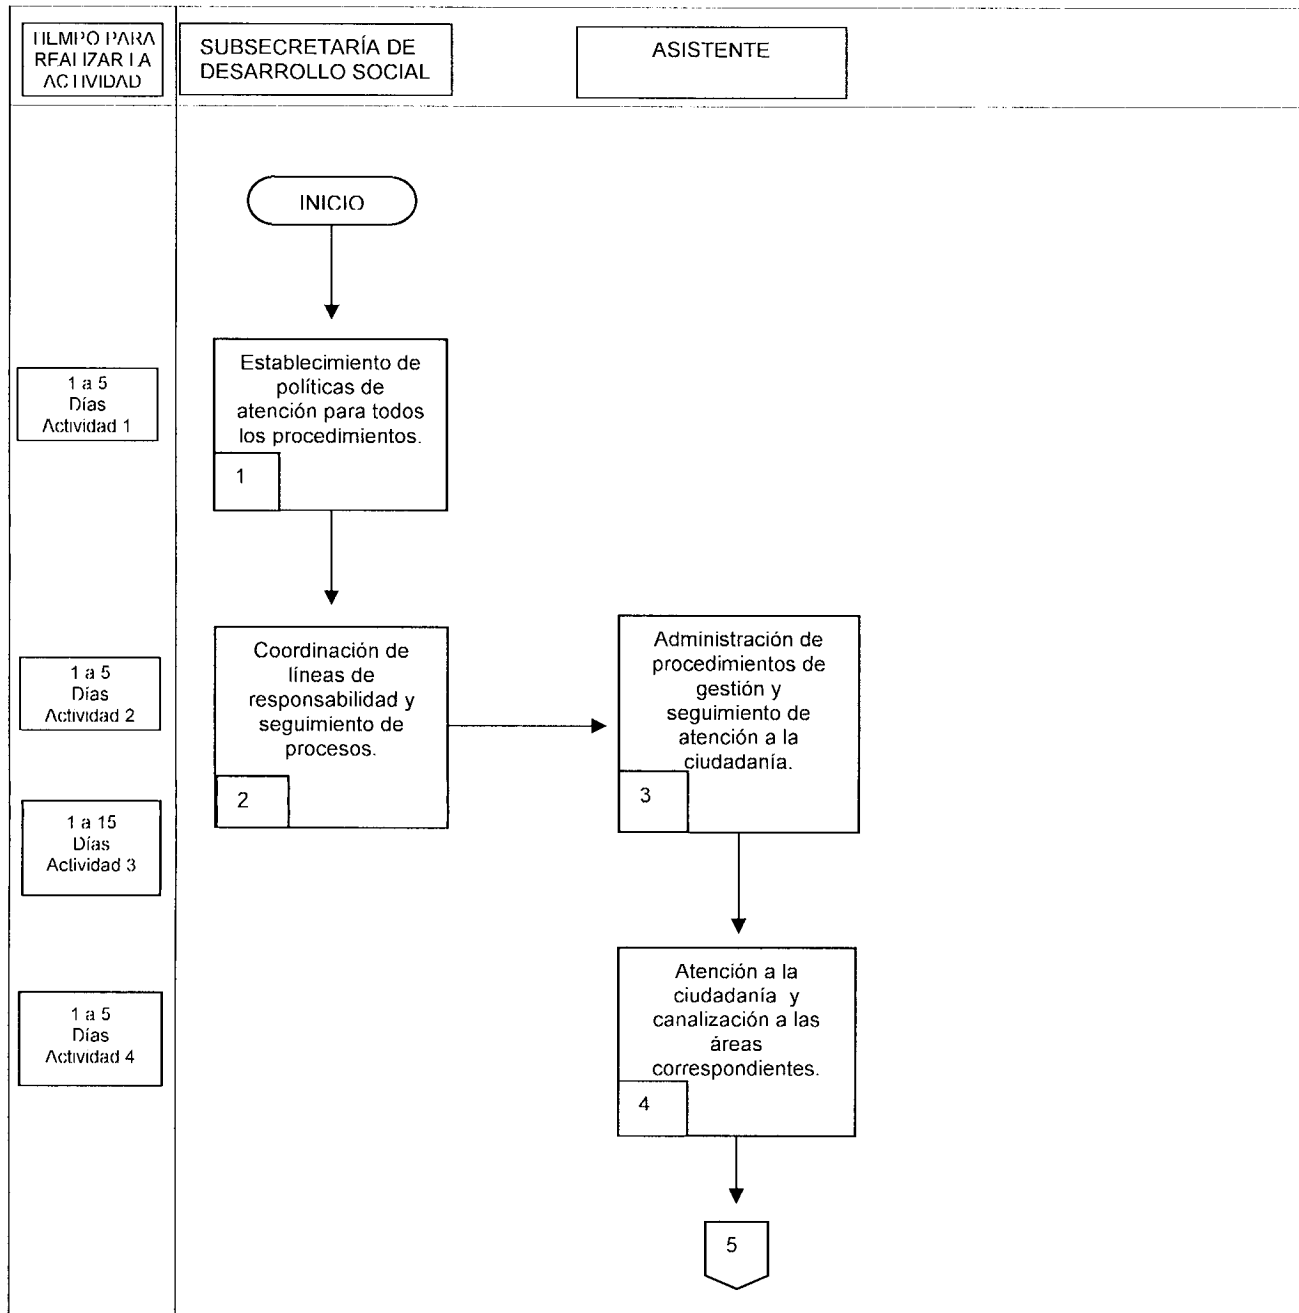 TIEMPO PARA
REALIZAR LA
ACTIVIDAD
SUBSECRETARÍA DE
DESARROLLO SOCIAL
ASISTENTE
INICIO
1 a 5
Días
Actividad 1
Establecimiento de
políticas de
atención para todos
los procedimientos.
1
1 a 5
Días
Actividad 2
Coordinación de
líneas de
responsabilidad y
seguimiento de
procesos.
2
Administración de
procedimientos de
gestión y
seguimiento de
atención a la
ciudadanía.
3
1 a 15
Días
Actividad 3
1 a 5
Días
Actividad 4
Atención a la
ciudadanía y
canalización a las
áreas
correspondientes.
4
5